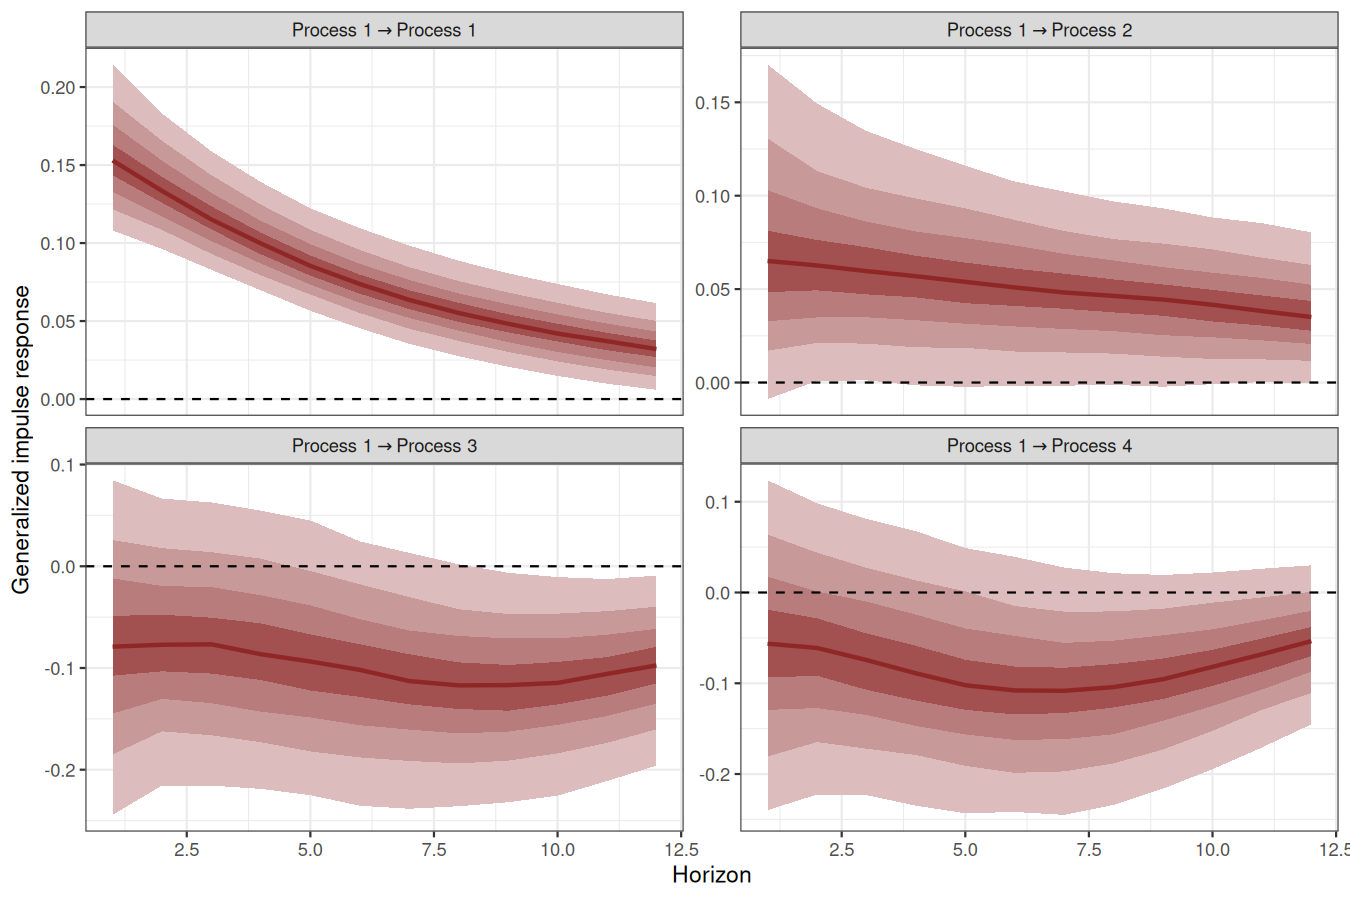 Process 1 → Process 1
Process 1 → Process 2
0.20
0.15
0.10
0.05
0.00
0.15
0.10
0.05
0.00
Generalized impulse response
Process 1 → Process 3
Process 1 → Process 4
0.1
0.0
-0.1
-0.2
0.1
0.0
-0.1
-0.2
2.5 5.0 7.5 10.0 12.5
2.5 5.0 7.5 10.0 12.5
Horizon